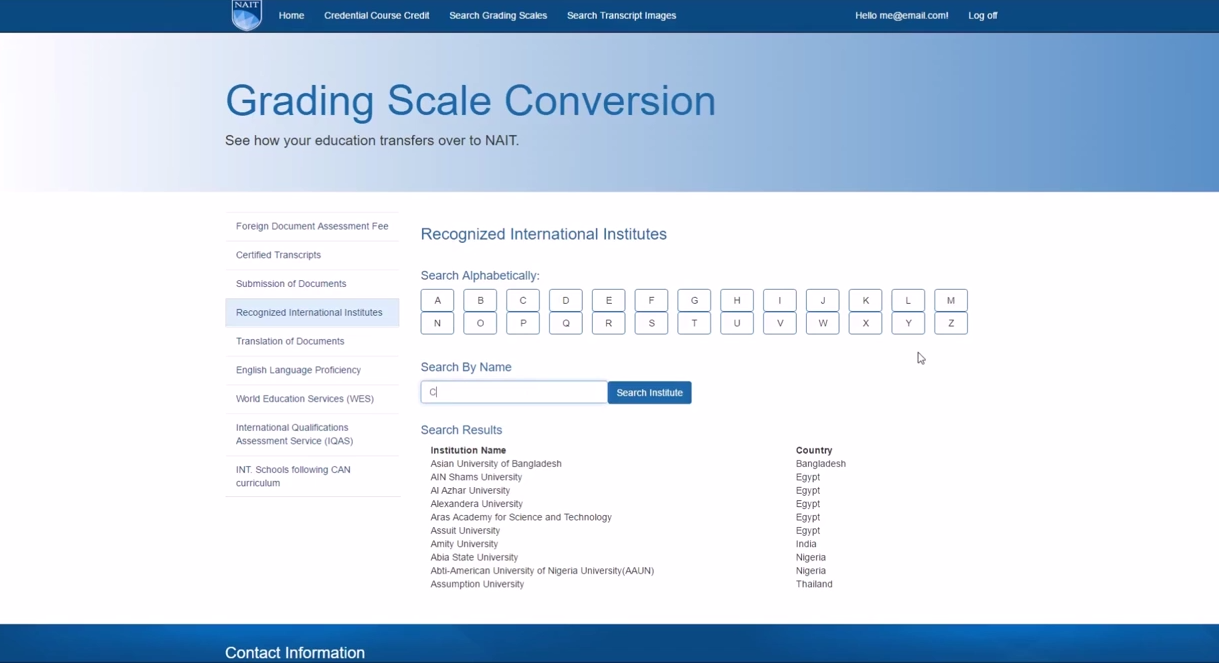 NAIT
Home Credential Course Credit Search Grading Scales Search Transcript Images Hello me@email.com! Log off
Grading Scale Conversion
See how your education transfers over to NAIT.
Foreign Document Assessment Fee
Certified Transcripts
Submission of Documents
Recognized International Institutes
Translation of Documents
English Language Proficiency
World Education Services (WES)
International Qualifications
Assessment Service (IQAS)
INT. Schools following CAN
curriculum
Recognized International Institutes
Search Alphabetically:
A B C D E F G H I J K L M
N O P Q R S T U V W X Y Z
Search By Name
C Search Institute
Search Results
Institution Name Country
Asian University of Bangladesh Bangladesh
AIN Shams University Egypt
Al Azhar University Egypt
Alexandera University Egypt
Aras Academy for Science and Technology Egypt
Assuit University Egypt
Amity University India
Abia State University Nigeria
Abti-American University of Nigeria University(AAUN) Nigeria
Assumption University Thailand
Contact Information